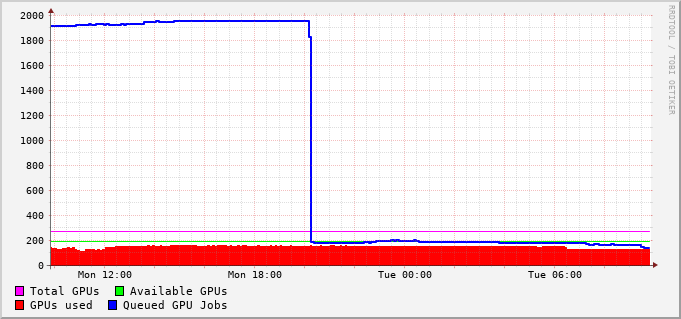 2000
1800
1600
1400
1200
1000
800
600
400
200
0
Mon 12:00 Mon 18:00 Tue 00:00 Tue 06:00
Total GPUs Available GPUs
GPUs used Queued GPU Jobs
RRDTOOL / TOBI OETIKER